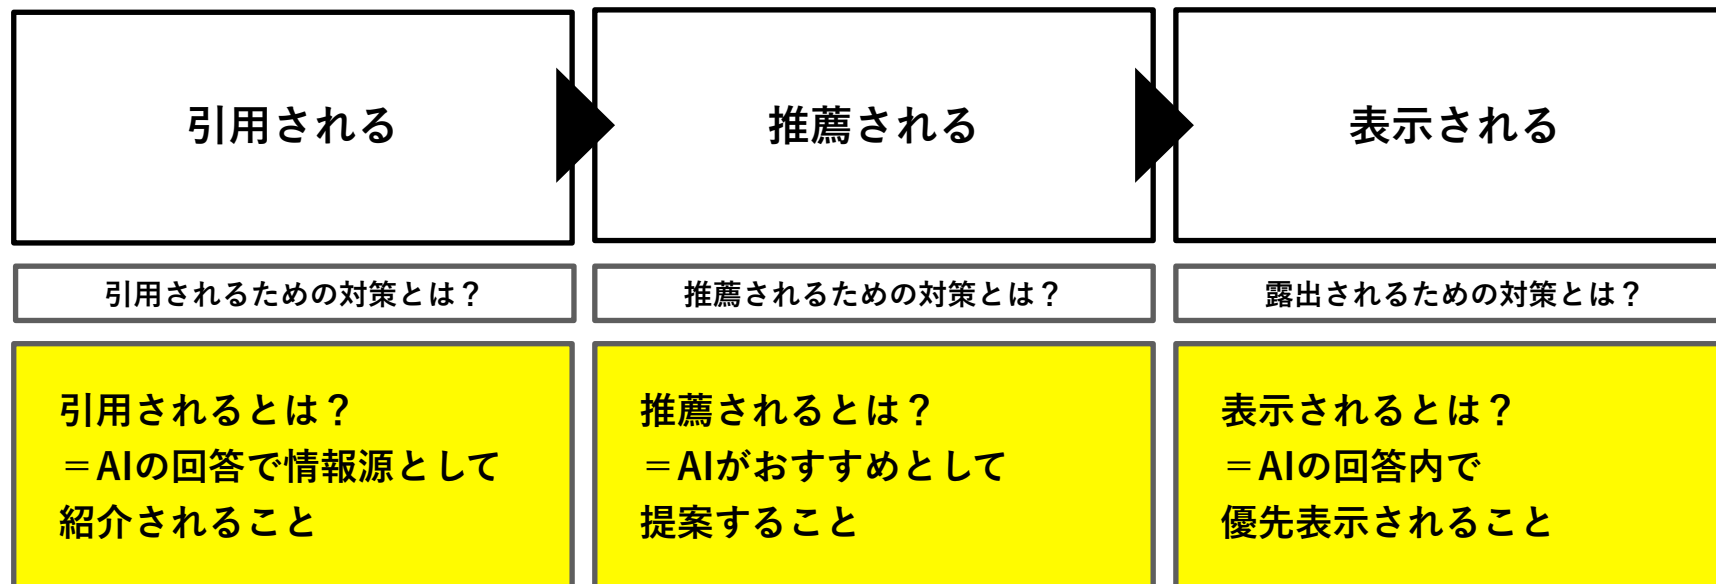 引用される
推薦される
表示される
引用されるための対策とは？
推薦されるための対策とは？
露出されるための対策とは？
引用されるとは？
＝AIの回答で情報源として
紹介されること
推薦されるとは？
＝AIがおすすめとして
提案すること
表示されるとは？
＝AIの回答内で
優先表示されること